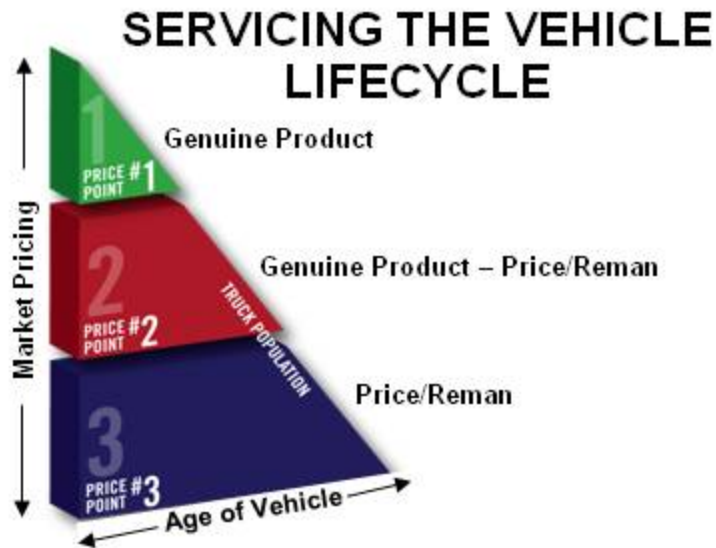 SERVICING THE VEHICLE
LIFECYCLE
Market Pricing
1
PRICE
POINT #1
Genuine Product
2
PRICE
POINT #2
Genuine Product – Price/Reman
TRUCK POPULATION
3
PRICE
POINT #3
Price/Reman
Age of Vehicle